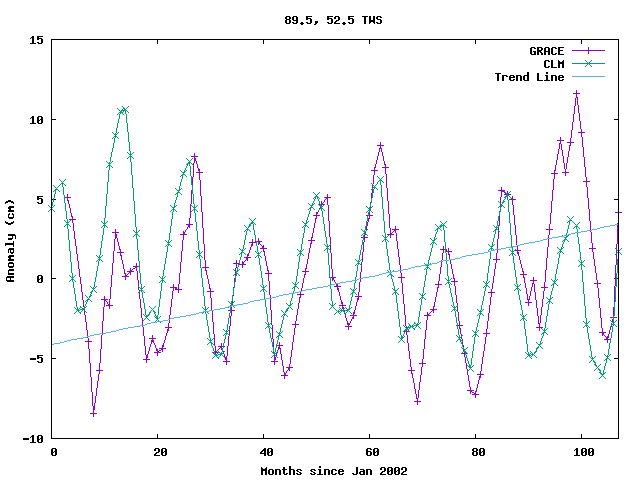 89.5, 52.5 TWS
GRACE
CLM
Trend Line
15
10
5
0
-5
-10
Anomaly (cm)
0 20 40 60 80 100
Months since Jan 2002